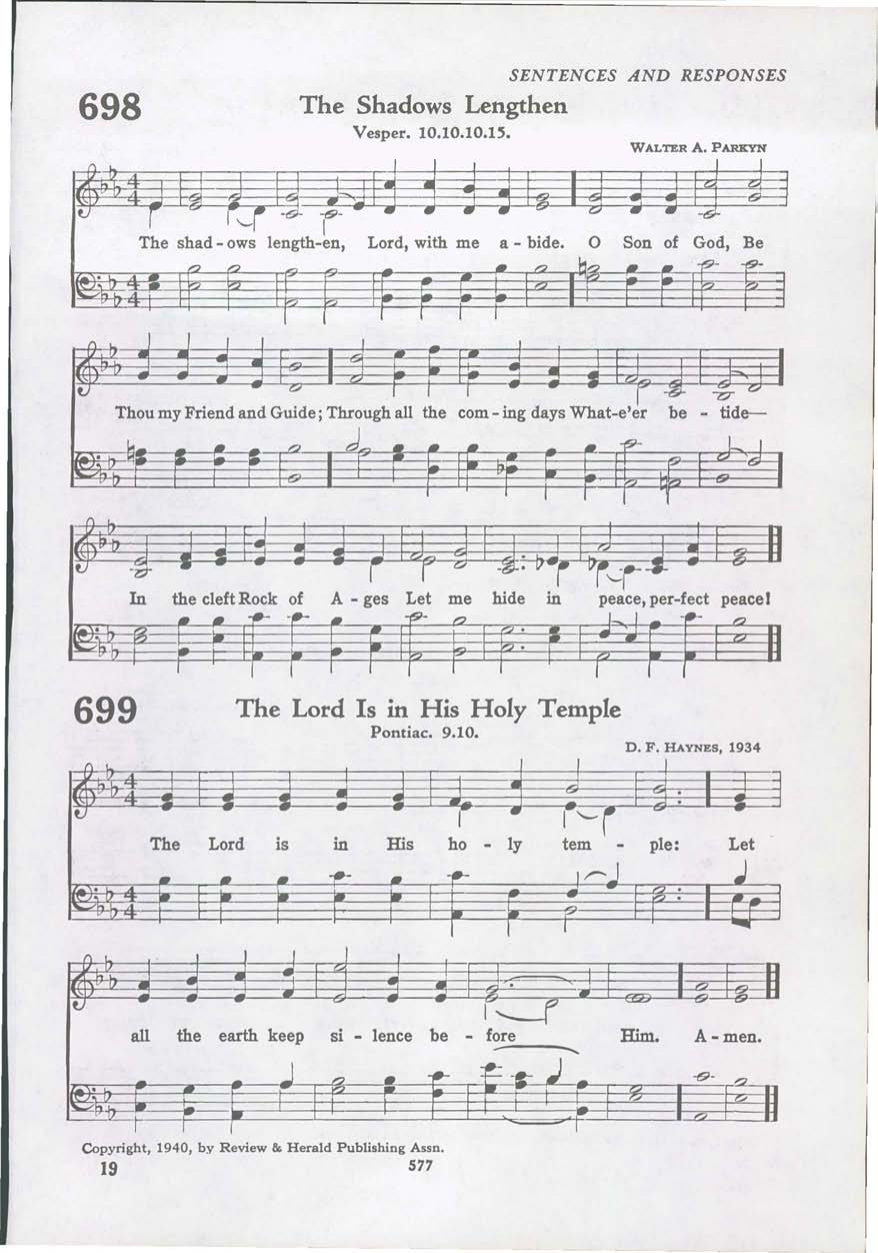 SENTENCES AND RESPONSES
698 The Shadows Lengthen
Vesper. 10.10.10.15.
WALTER A. PARKYN
The shad - ows length-en, Lord, with me a - bide. O Son of God, Be
Thou my Friend and Guide; Through all the com - ing days What-e'er be - tide—
In the cleft Rock of A - ges Let me hide in peace, per-fect peace!
699 The Lord Is in His Holy Temple
Pontiac. 9.10.
D. F. HAYNES, 1934
The Lord is in His ho - ly tem - ple: Let
all the earth keep si - lence be - fore Him. A - men.
Copyright, 1940, by Review & Herald Publishing Assn.
19 577